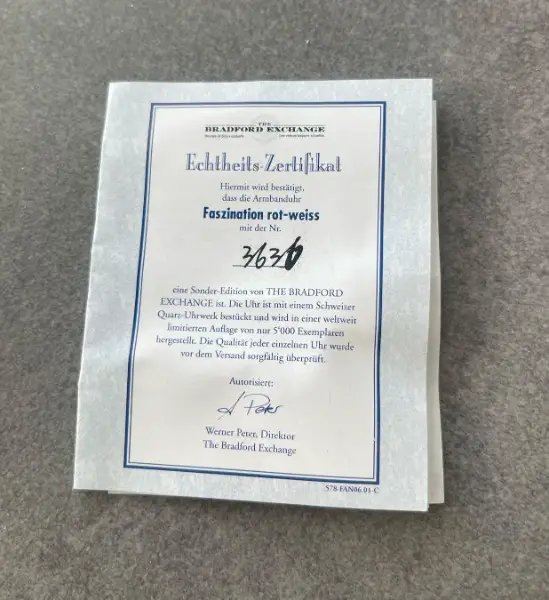 THE
BRADFORD EXCHANGE
Echtheits-Zertifikat
Hiermit wird bestätigt,
dass die Armbanduhr
Faszination rot-weiss
mit der Nr.
3636
eine Sonder-Edition von THE BRADFORD
EXCHANGE ist. Die Uhr ist mit einem Schweizer
Quarz-Uhrwerk bestückt und wird in einer weltweit
limitierten Auflage von nur 5'000 Exemplaren
hergestellt. Die Qualität jeder einzelnen Uhr wurde
vor dem Versand sorgfältig überprüft.
Autorisiert:
Peter
Werner Peter, Direktor
The Bradford Exchange
578-FAN06.01-C